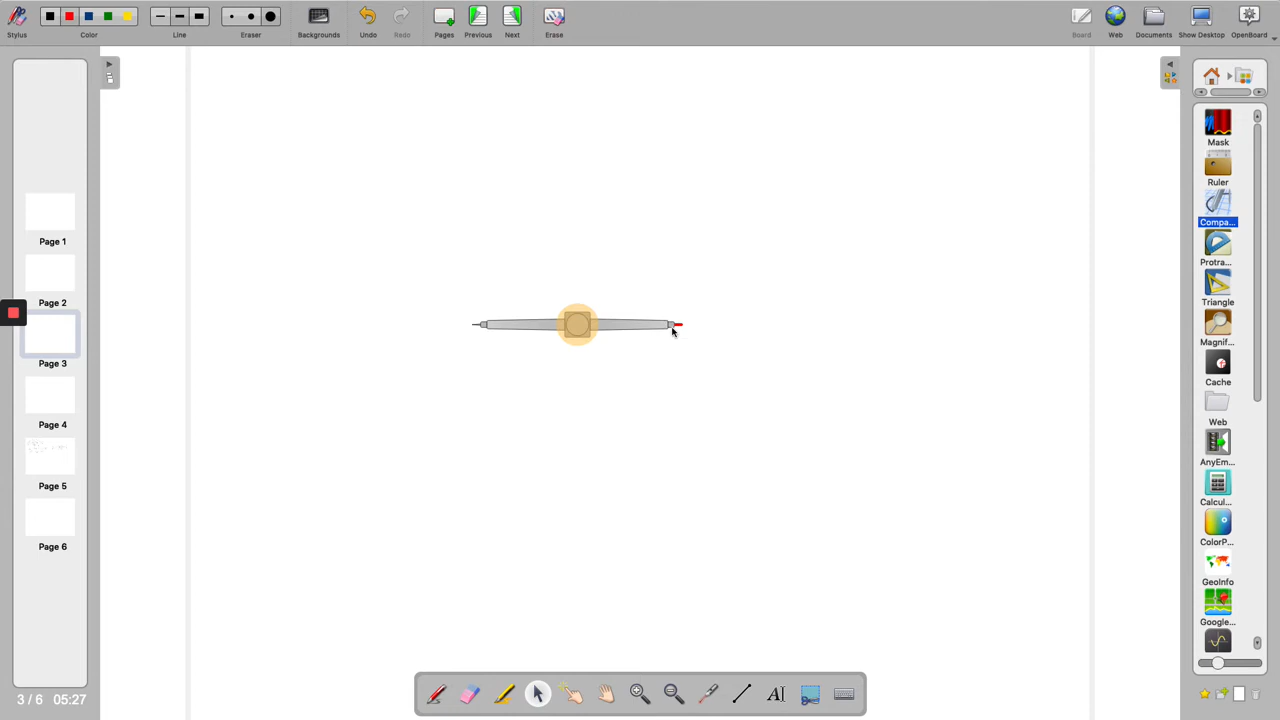 Stylus Color Line Eraser Backgrounds Undo Redo Pages Previous Next Erase Board Web Documents Show Desktop OpenBoard
Page 1
Page 2
Page 3
Page 4
Page 5
Page 6
3 / 6 05:27
Mask
Ruler
Compa...
Protra...
Triangle
Magnif...
Cache
Web
AnyEm...
Calcul...
ColorP...
GeoInfo
Google...